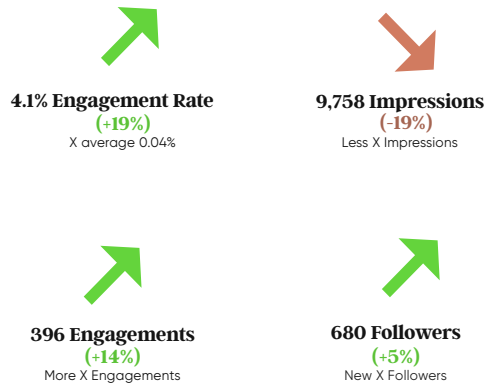 4.1% Engagement Rate
(+19%)
X average 0.04%
9,758 Impressions
(-19%)
Less X Impressions
396 Engagements
(+14%)
More X Engagements
680 Followers
(+5%)
New X Followers